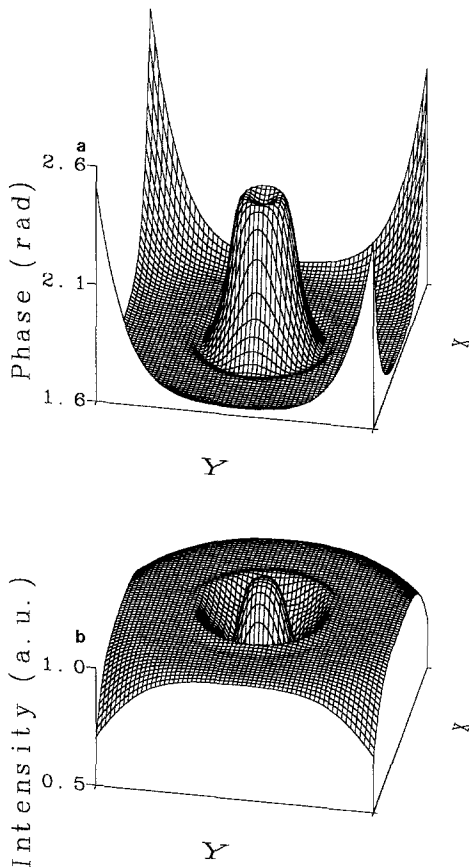 a
2.6
2.1
1.6
Phase (rad)
X
Y
b
1.0
0.5
Intensity (a.u.)
X
Y